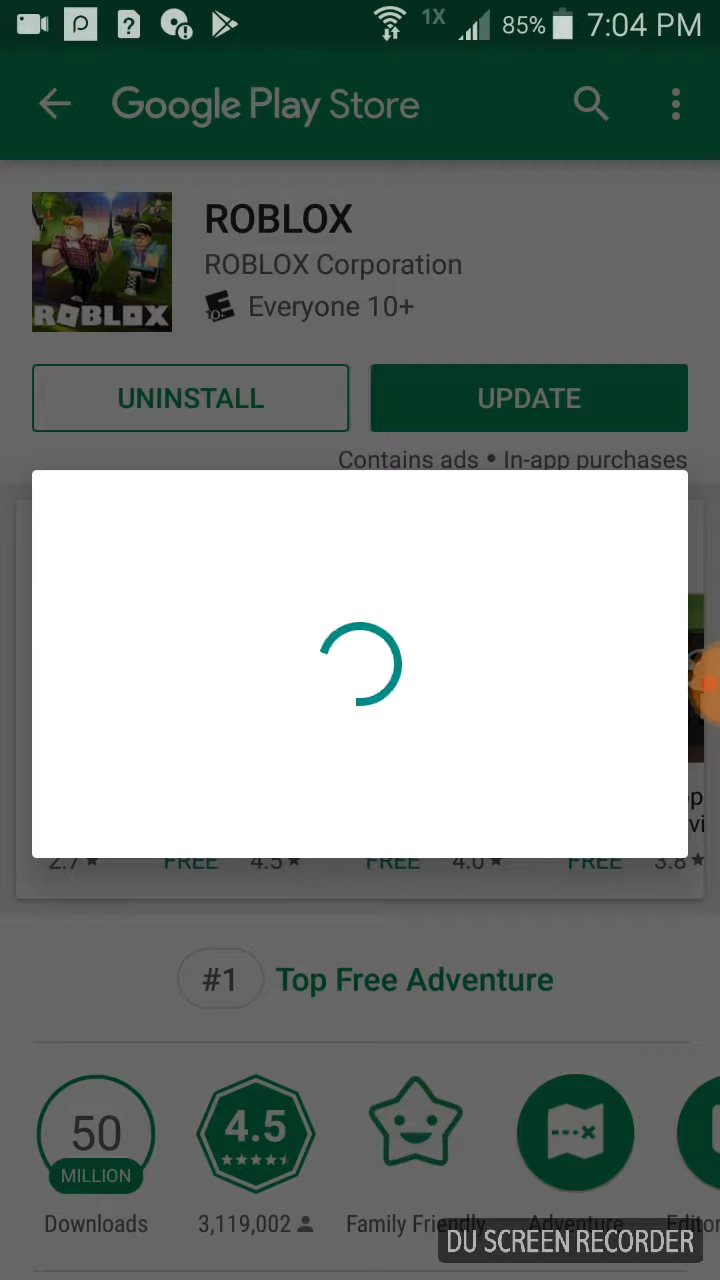 1X 85% 7:04 PM
Google Play Store
ROBLOX
ROBLOX Corporation
Everyone 10+
ROBLOX
UNINSTALL UPDATE
Contains ads • In-app purchases
2.7★ FREE 4.5★ FREE 4.0★ FREE 3.8★
#1 Top Free Adventure
50 MILLION
4.5
Downloads 3,119,002 Family Friendly Adventure
DU SCREEN RECORDER